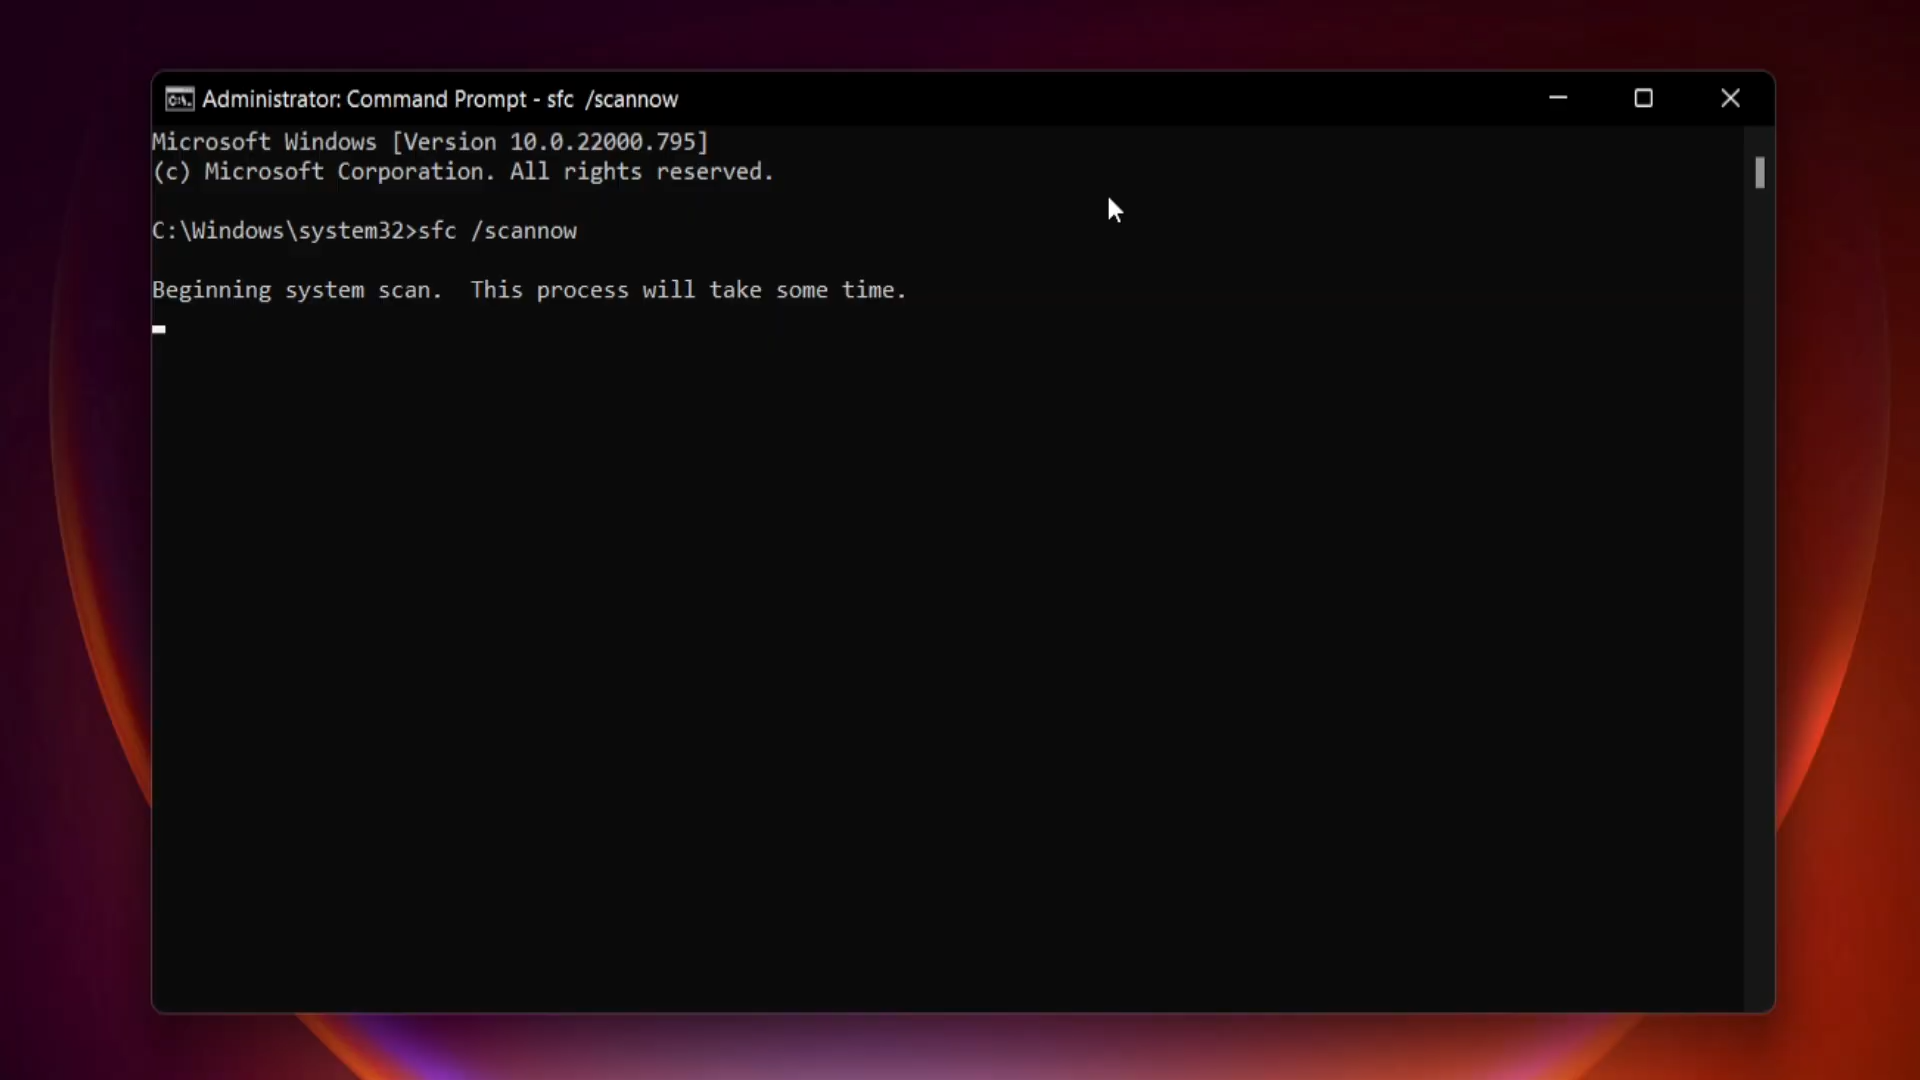 Administrator: Command Prompt - sfc  /scannow
Microsoft Windows [Version 10.0.22000.795]
(c) Microsoft Corporation. All rights reserved.
C:\Windows\system32>sfc /scannow
Beginning system scan.  This process will take some time.